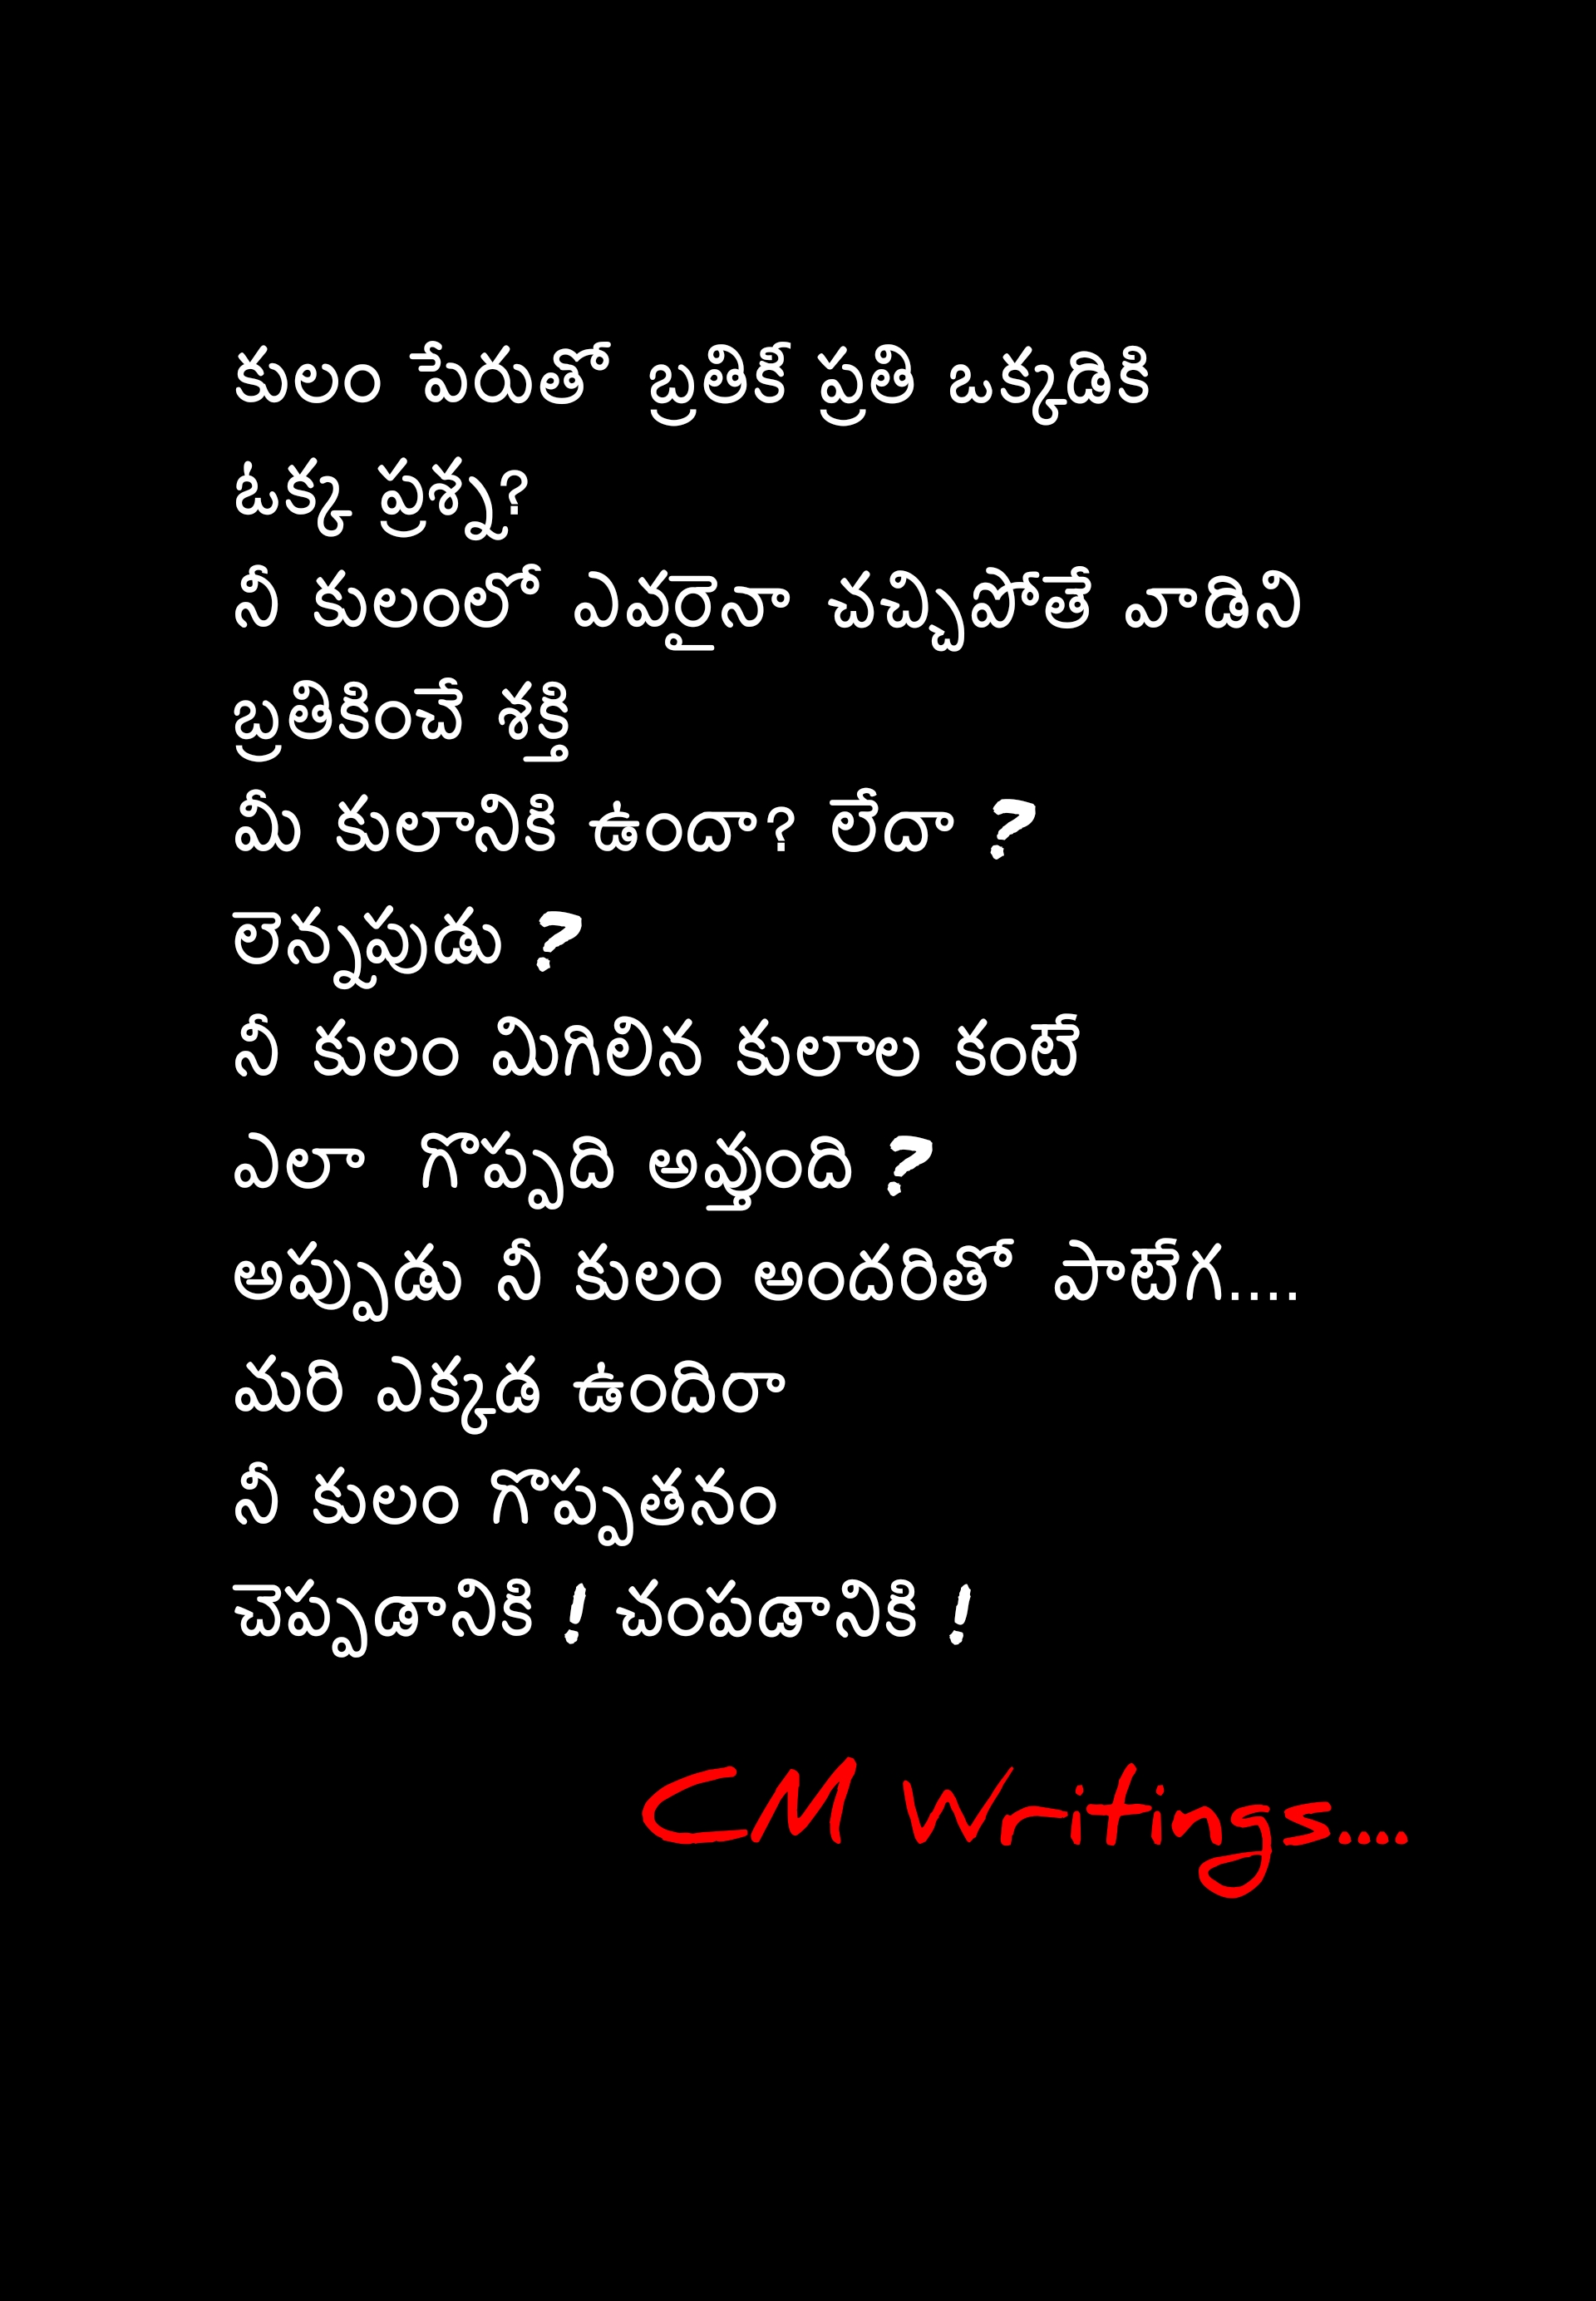 కులం పేరుతో బ్రతికే ప్రతి ఒక్కడికి
ఓక్క ప్రశ్న?
నీ కులంలో ఎవరైనా చచ్చిపోతే వాడిని
బ్రతికించే శక్తి
మీ కులానికి ఉందా? లేదా ?
లెన్నప్పుడు ?
నీ కులం మిగిలిన కులాల కంటే
ఎలా గొప్పది అవ్తుంది ?
అప్పుడు నీ కులం అందరితో పాటేగ....
మరి ఎక్కడ ఉందిరా
నీ కులం గొప్పతనం
చెప్పడానికి ! చంపడానికి !
CM Writings....